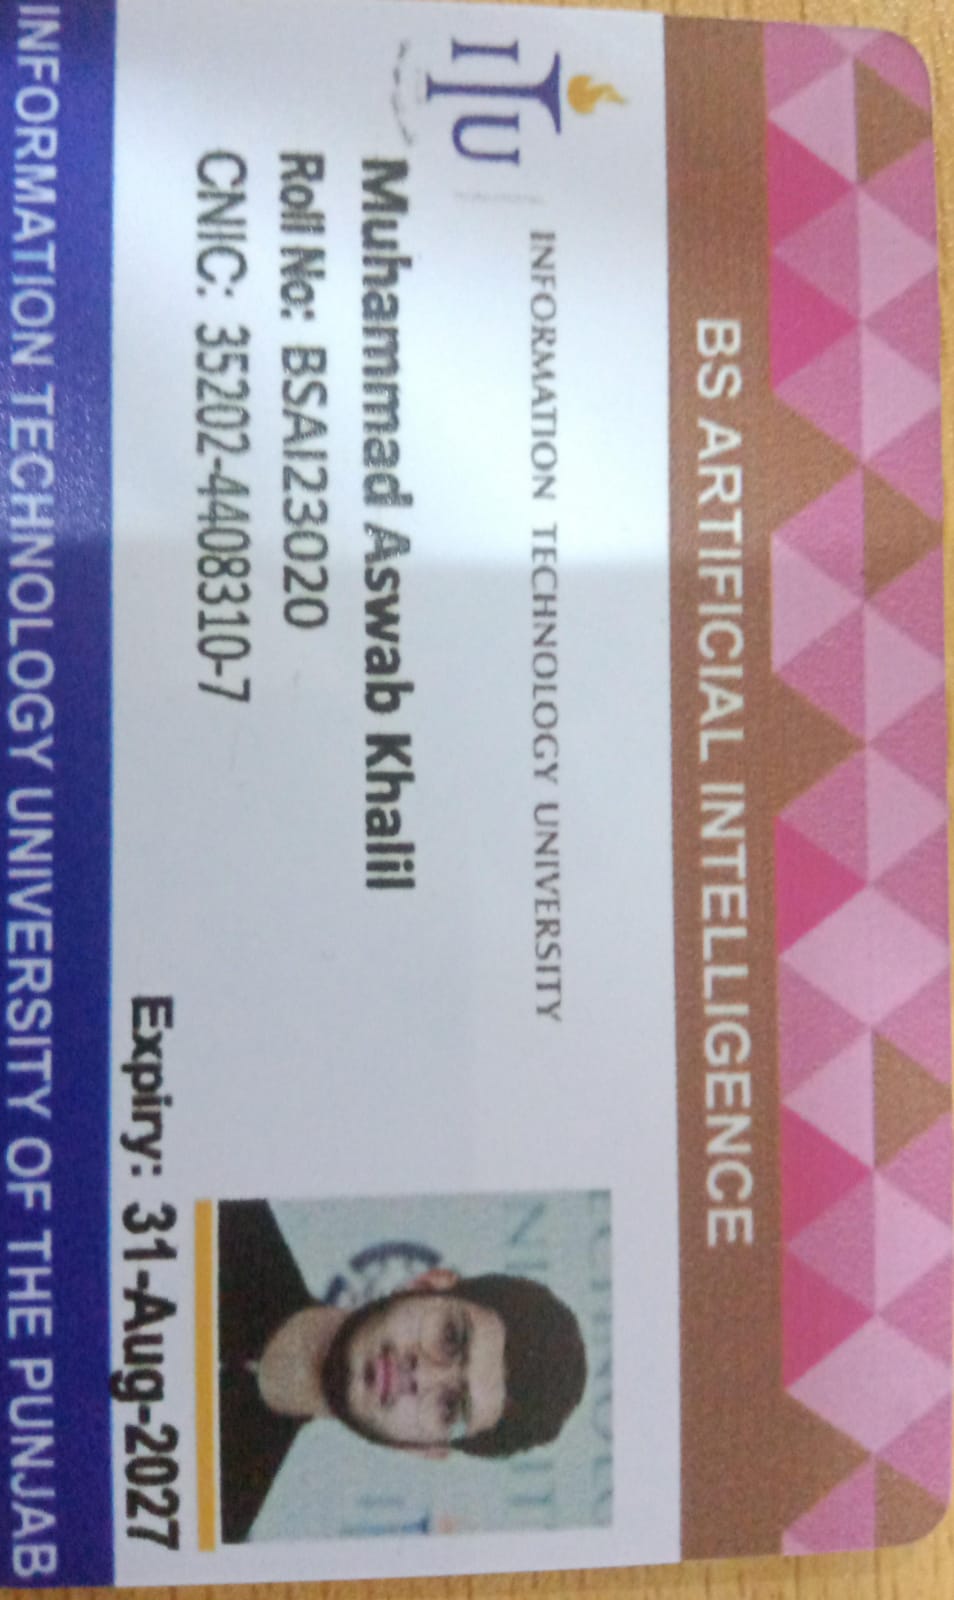 BS ARTIFICIAL INTELLIGENCE
ITU
INFORMATION TECHNOLOGY UNIVERSITY
Muhammad Aswab Khalil
Roll No: BSAI23020
CNIC: 35202-4408310-7
Expiry: 31-Aug-2027
INFORMATION TECHNOLOGY UNIVERSITY OF THE PUNJAB